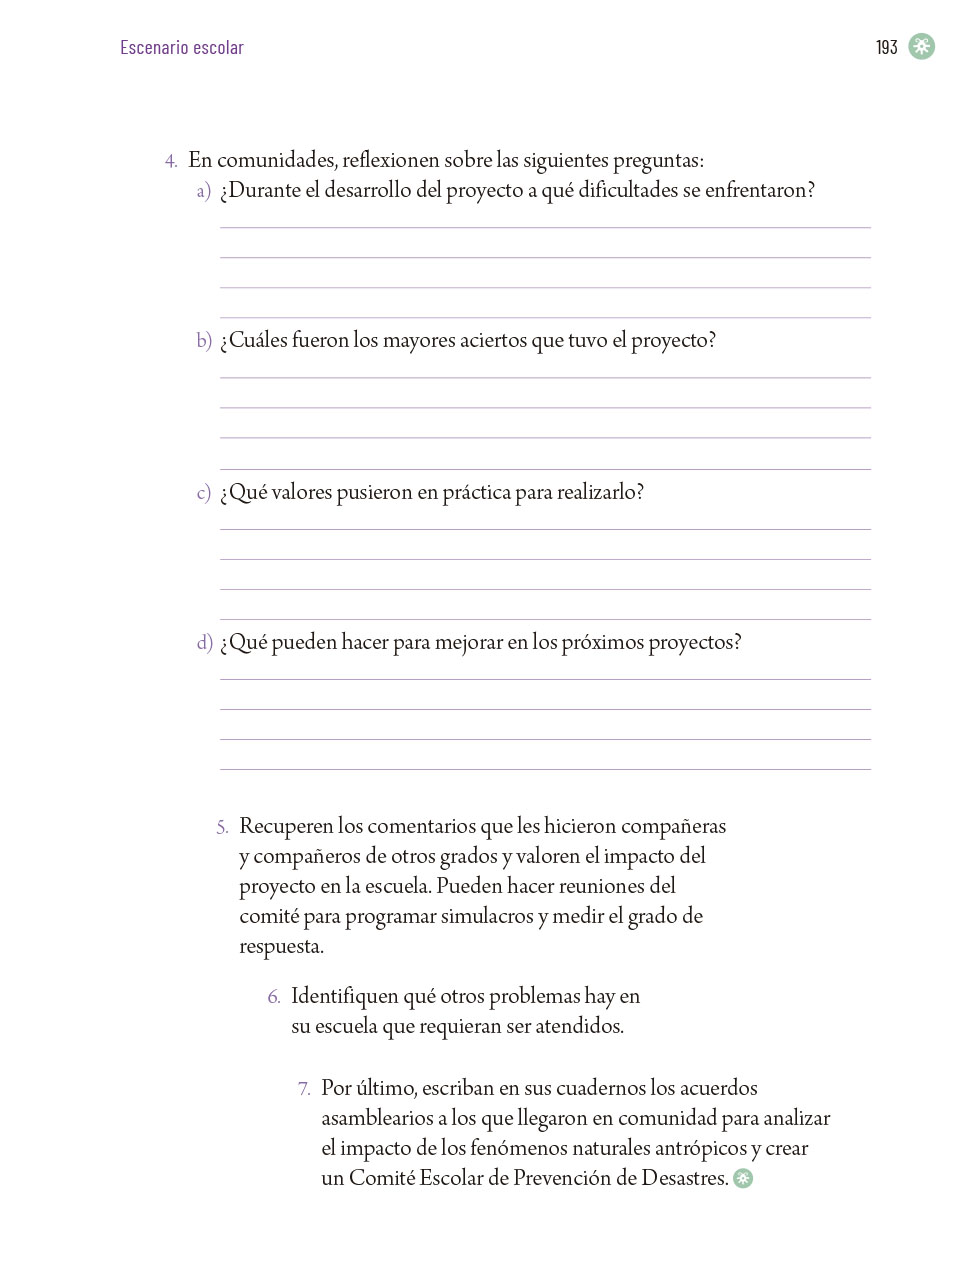 Escenario escolar
193
4. En comunidades, reflexionen sobre las siguientes preguntas:
a) ¿Durante el desarrollo del proyecto a qué dificultades se enfrentaron?
b) ¿Cuáles fueron los mayores aciertos que tuvo el proyecto?
c) ¿Qué valores pusieron en práctica para realizarlo?
d) ¿Qué pueden hacer para mejorar en los próximos proyectos?
5. Recuperen los comentarios que les hicieron compañeras
y compañeros de otros grados y valoren el impacto del
proyecto en la escuela. Pueden hacer reuniones del
comité para programar simulacros y medir el grado de
respuesta.
6. Identifiquen qué otros problemas hay en
su escuela que requieran ser atendidos.
7. Por último, escriban en sus cuadernos los acuerdos
asamblearios a los que llegaron en comunidad para analizar
el impacto de los fenómenos naturales antrópicos y crear
un Comité Escolar de Prevención de Desastres.